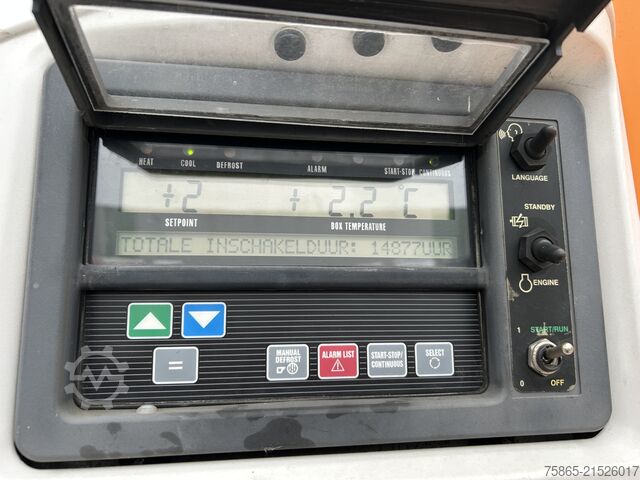 HEAT COOL DEFROST ALARM START-STOP CONTINUOUS
+2 + 2.2 °C
SETPOINT BOX TEMPERATURE
TOTALE INSCHAKELDUUR: 14877UUR
LANGUAGE
STANDBY
ENGINE
1 START/RUN
0 OFF
=
MANUAL DEFROST
ALARM LIST
START-STOP/ CONTINUOUS
SELECT
75865-21526017